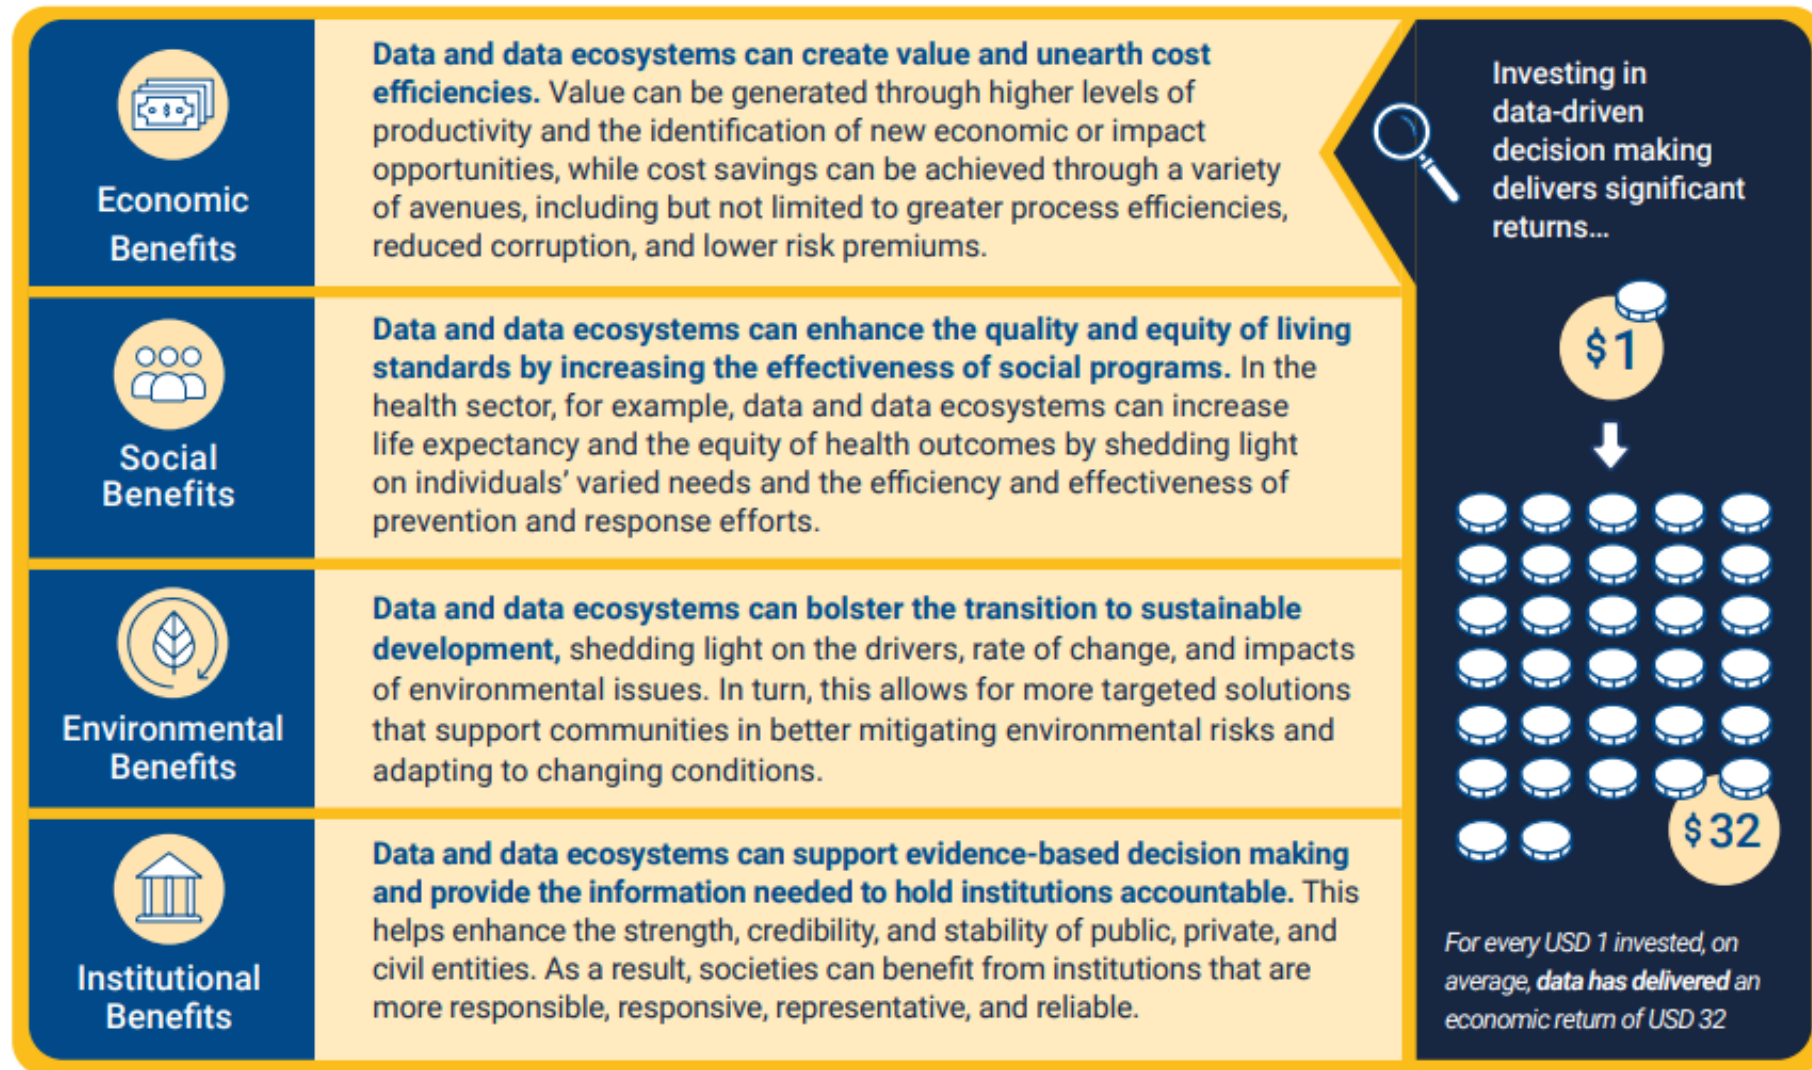 Economic
Benefits
Data and data ecosystems can create value and unearth cost
efficiencies. Value can be generated through higher levels of
productivity and the identification of new economic or impact
opportunities, while cost savings can be achieved through a variety
of avenues, including but not limited to greater process efficiencies,
reduced corruption, and lower risk premiums.
Social
Benefits
Data and data ecosystems can enhance the quality and equity of living
standards by increasing the effectiveness of social programs. In the
health sector, for example, data and data ecosystems can increase
life expectancy and the equity of health outcomes by shedding light
on individuals’ varied needs and the efficiency and effectiveness of
prevention and response efforts.
Environmental
Benefits
Data and data ecosystems can bolster the transition to sustainable
development, shedding light on the drivers, rate of change, and impacts
of environmental issues. In turn, this allows for more targeted solutions
that support communities in better mitigating environmental risks and
adapting to changing conditions.
Institutional
Benefits
Data and data ecosystems can support evidence-based decision making
and provide the information needed to hold institutions accountable. This
helps enhance the strength, credibility, and stability of public, private, and
civil entities. As a result, societies can benefit from institutions that are
more responsible, responsive, representative, and reliable.
Investing in
data-driven
decision making
delivers significant
returns...
$1
$32
For every USD 1 invested, on
average, data has delivered an
economic return of USD 32